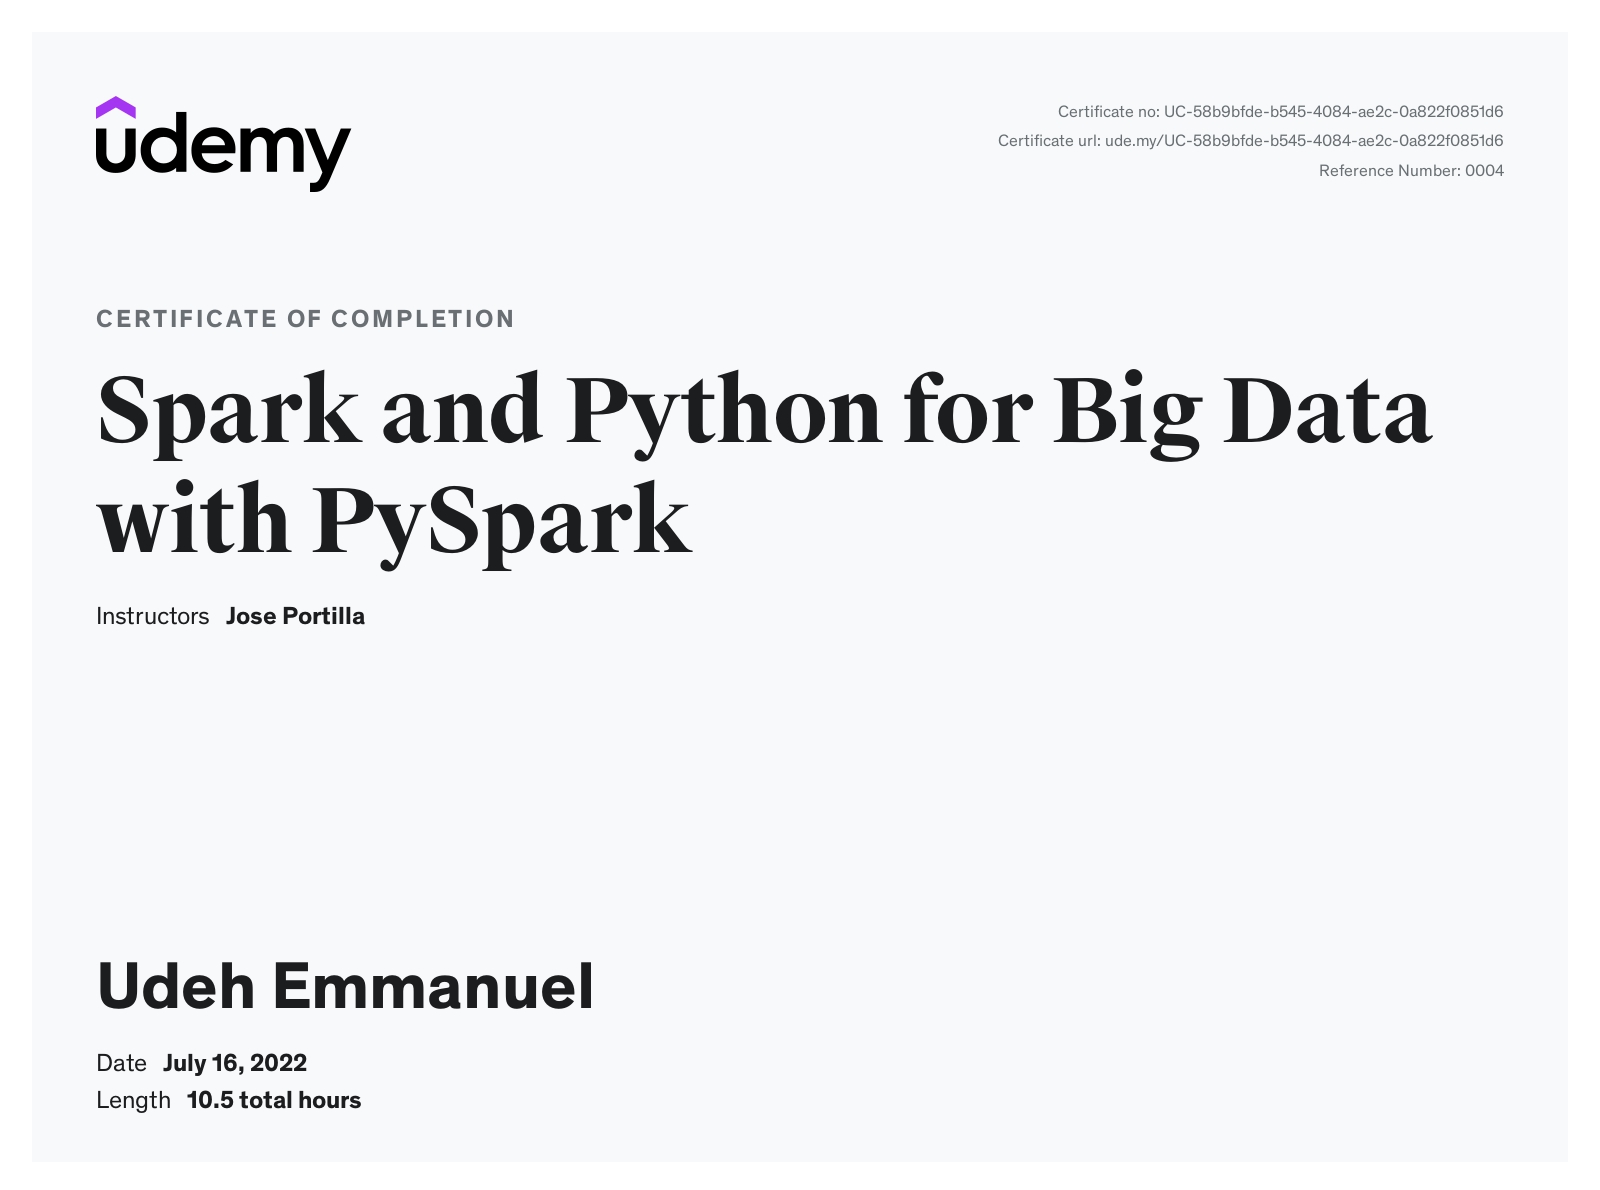 udemy
Certificate no: UC-58b9bfde-b545-4084-ae2c-0a822f0851d6
Certificate url: ude.my/UC-58b9bfde-b545-4084-ae2c-0a822f0851d6
Reference Number: 0004
CERTIFICATE OF COMPLETION
Spark and Python for Big Data
with PySpark
Instructors Jose Portilla
Udeh Emmanuel
Date July 16, 2022
Length 10.5 total hours